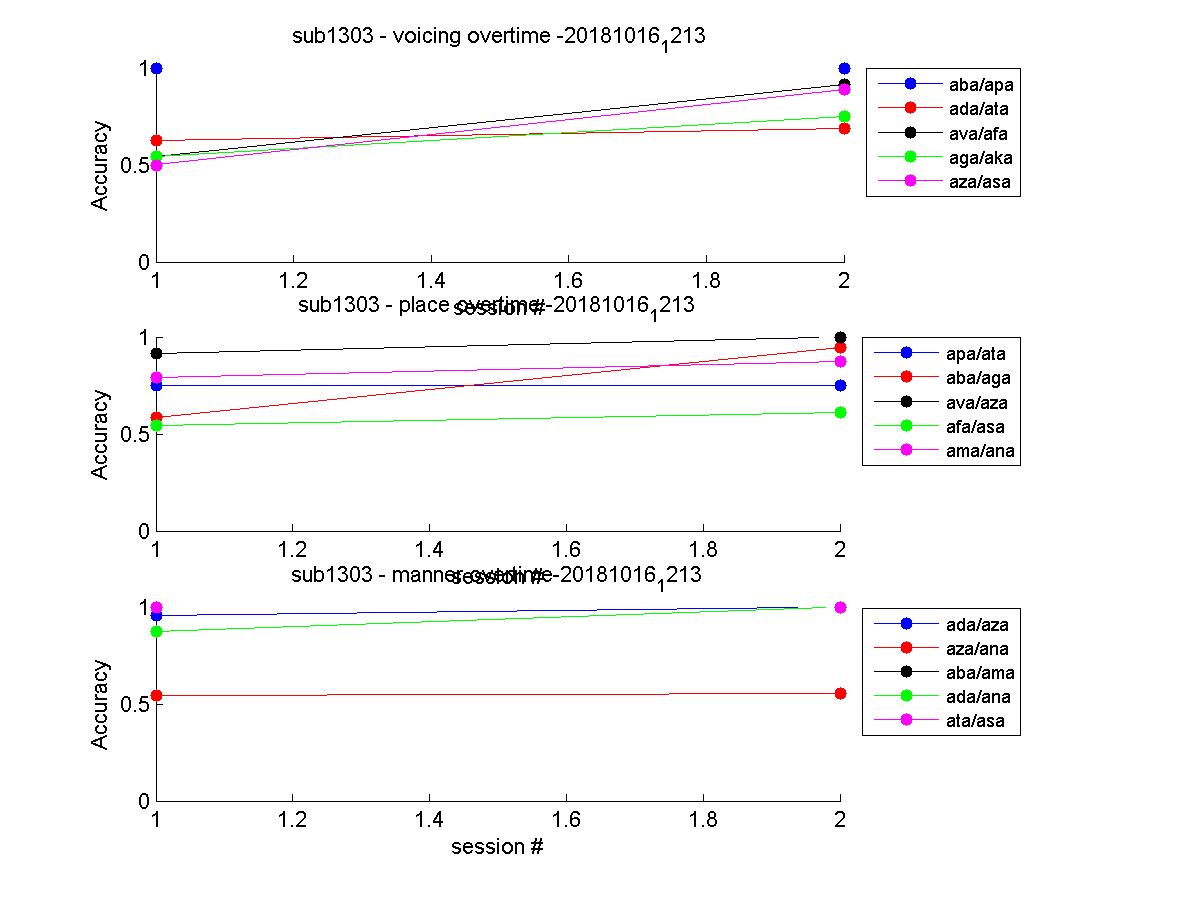 sub1303 - voicing overtime -20181016_1213
1
0.5
0
Accuracy
1 1.2 1.4 1.6 1.8 2
session #
aba/apa
ada/ata
ava/afa
aga/aka
aza/asa
sub1303 - place overtime -20181016_1213
1
0.5
0
Accuracy
1 1.2 1.4 1.6 1.8 2
session #
apa/ata
aba/aga
ava/aza
afa/asa
ama/ana
sub1303 - manner overtime -20181016_1213
1
0.5
0
Accuracy
1 1.2 1.4 1.6 1.8 2
session #
ada/aza
aza/ana
aba/ama
ada/ana
ata/asa